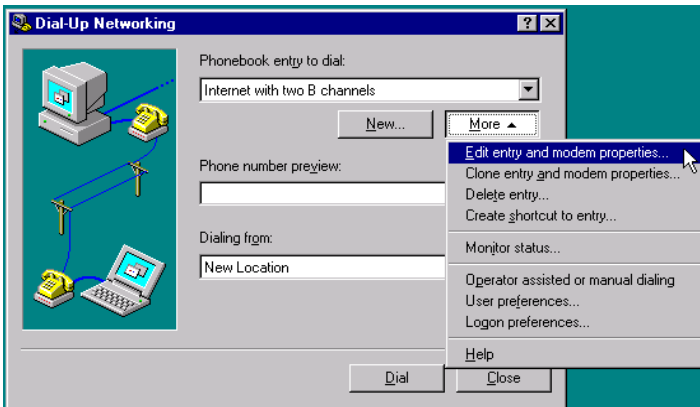 Dial-Up Networking
Phonebook entry to dial:
Internet with two B channels
New...
More
Edit entry and modem properties...
Clone entry and modem properties...
Delete entry...
Create shortcut to entry...
Monitor status...
Operator assisted or manual dialing
User preferences...
Logon preferences...
Help
Phone number preview:
Dialing from:
New Location
Dial
Close